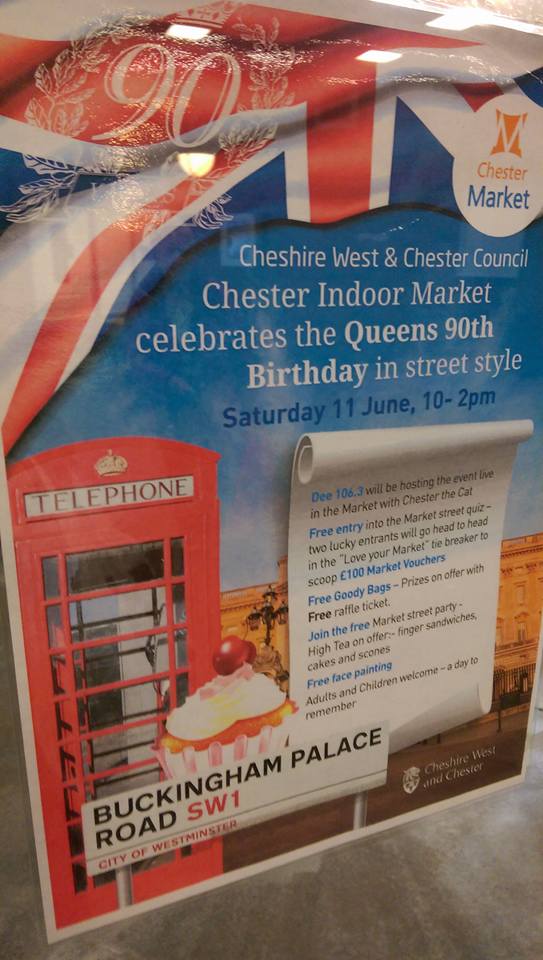 90
Chester
Market
Cheshire West & Chester Council
Chester Indoor Market
celebrates the Queens 90th
Birthday in street style
Saturday 11 June, 10- 2pm
TELEPHONE
Dee 106.3 will be hosting the event live
in the Market with Chester the Cat
Free entry into the Market street quiz –
two lucky entrants will go head to head
in the "Love your Market" tie breaker to
scoop £100 Market Vouchers
Free Goody Bags – Prizes on offer with
Free raffle ticket.
Join the free Market street party -
High Tea on offer:- finger sandwiches,
cakes and scones
Free face painting
Adults and Children welcome – a day to
remember
BUCKINGHAM PALACE
ROAD SW1
CITY OF WESTMINSTER
Cheshire West
and Chester